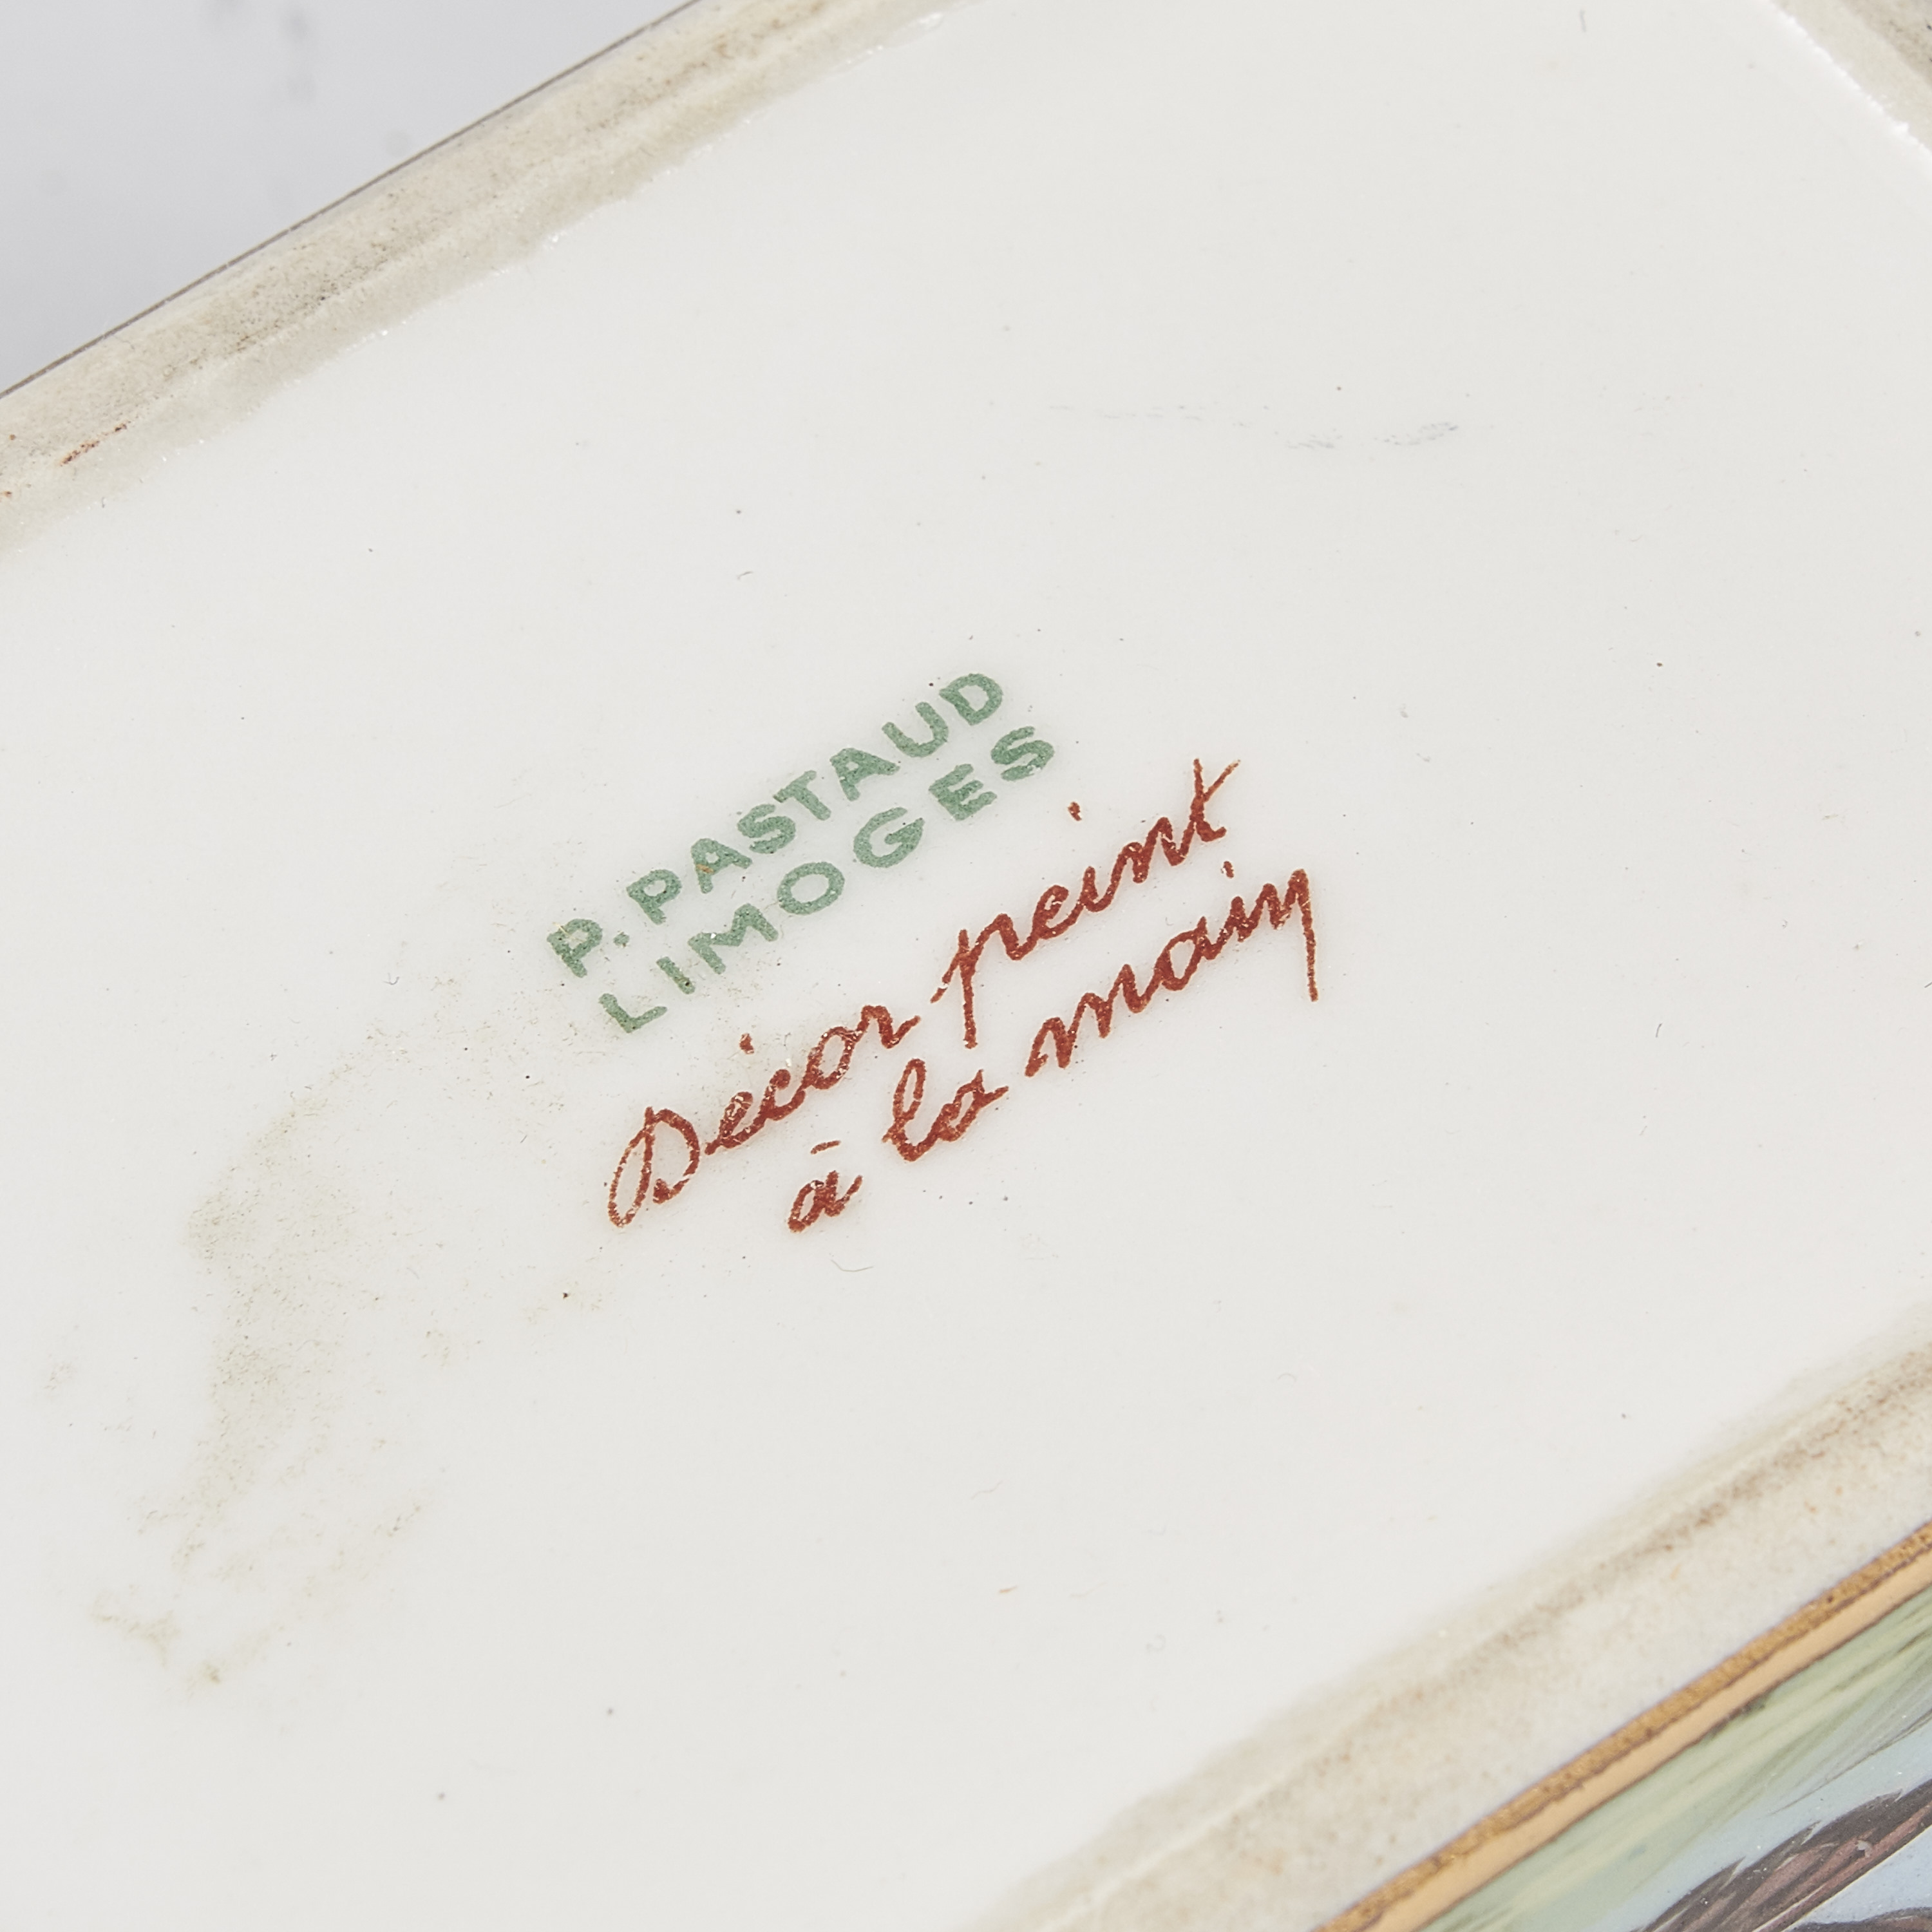 P. PASTAUD
LIMOGES
Décor peint
à la main